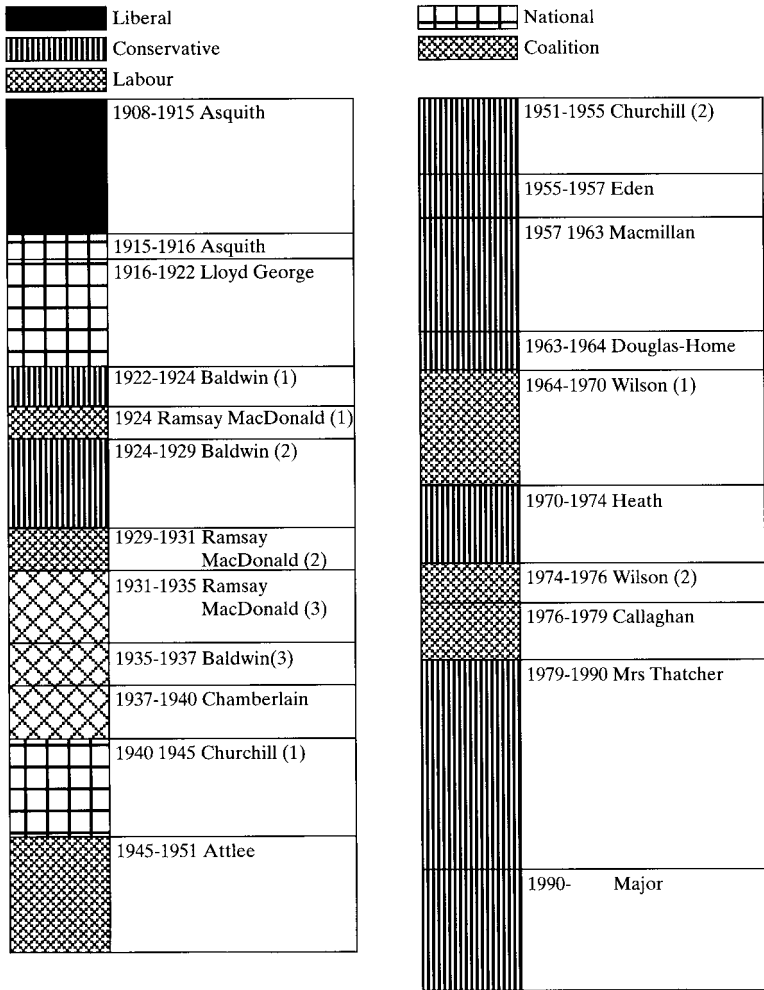 Liberal
Conservative
Labour
National
Coalition
1908-1915 Asquith
1915-1916 Asquith
1916-1922 Lloyd George
1922-1924 Baldwin (1)
1924 Ramsay MacDonald (1)
1924-1929 Baldwin (2)
1929-1931 Ramsay
MacDonald (2)
1931-1935 Ramsay
MacDonald (3)
1935-1937 Baldwin(3)
1937-1940 Chamberlain
1940 1945 Churchill (1)
1945-1951 Attlee
1951-1955 Churchill (2)
1955-1957 Eden
1957 1963 Macmillan
1963-1964 Douglas-Home
1964-1970 Wilson (1)
1970-1974 Heath
1974-1976 Wilson (2)
1976-1979 Callaghan
1979-1990 Mrs Thatcher
1990- Major